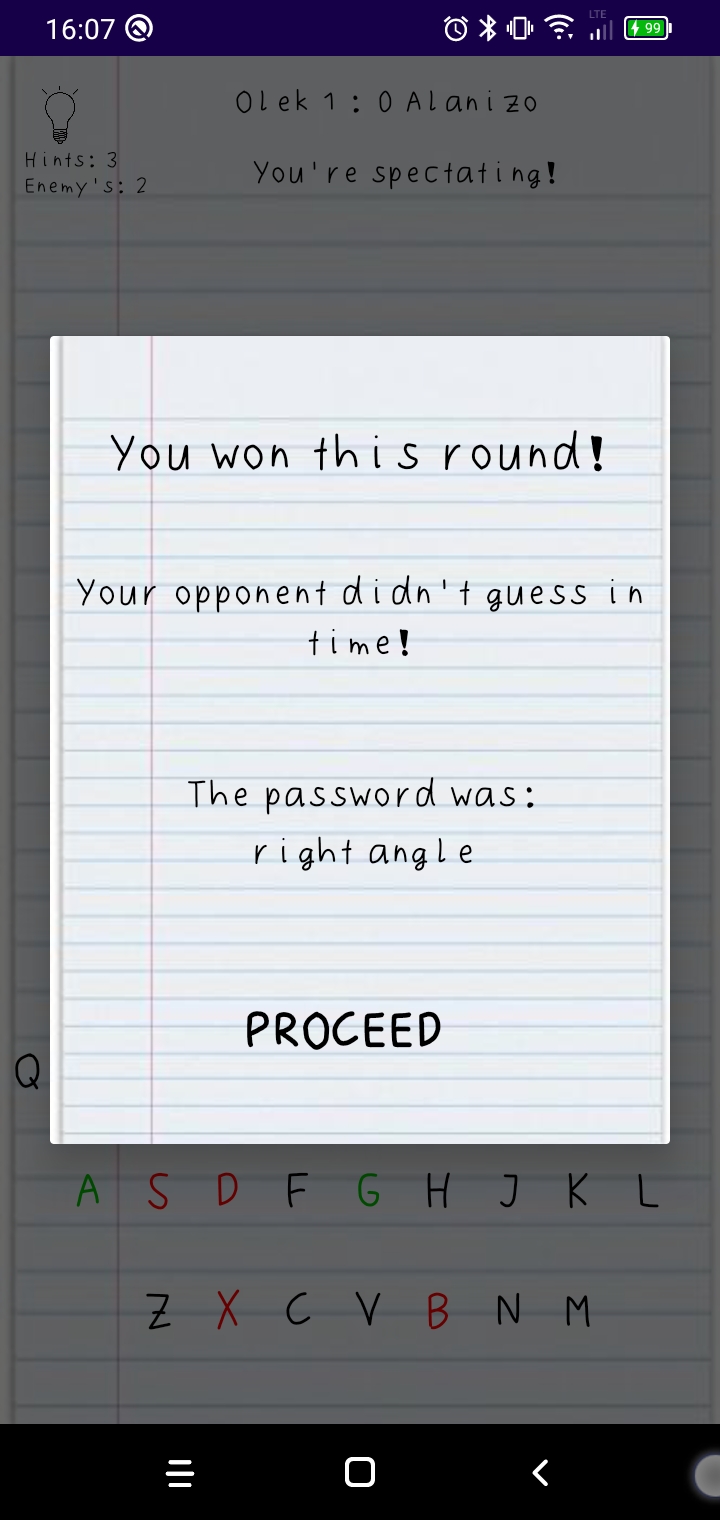 16:07
LTE
99
Olek 1 : 0 Alanizo
Hints: 3
Enemy's: 2
You're spectating!
You won this round!
Your opponent didn't guess in
time!
The password was:
right angle
PROCEED
Q
A S D F G H J K L
Z X C V B N M